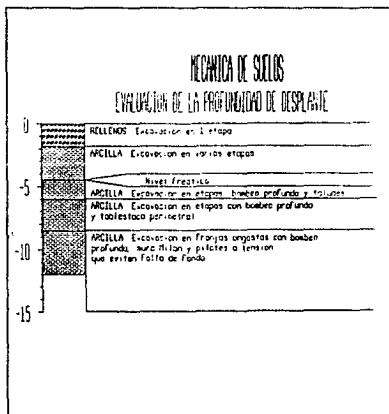 MECANICA DE SUELOS
EVALUACION DE LA PROFUNDIDAD DE DESPLANTE
0
RELLENOS Excavacion en 1 etapa
ARCILLA Excavacion en varias etapas
Nivel Freatico
-5
ARCILLA Excavacion en etapas bombeo profundo y taludes
ARCILLA Excavacion en etapas con bombeo profundo
y tablestaca perimetral
ARCILLA Excavacion en franjas angostas con bombeo
-10
profundo, muro Milan y pilotes a tension
que eviten falla de fondo
-15